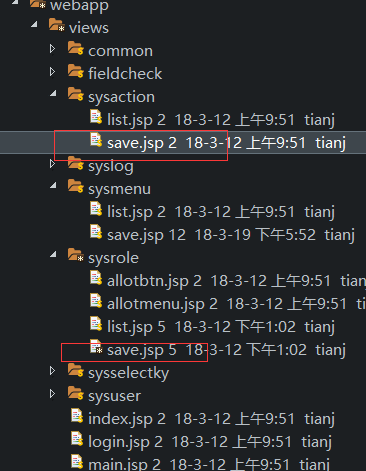 webapp
views
common
fieldcheck
sysaction
list.jsp 2 18-3-12 上午9:51 tianj
save.jsp 2 18-3-12 上午9:51 tianj
syslog
sysmenu
list.jsp 2 18-3-12 上午9:51 tianj
save.jsp 12 18-3-19 下午5:52 tianj
sysrole
allotbtn.jsp 2 18-3-12 上午9:51 tianj
allotmenu.jsp 2 18-3-12 上午9:51 tianj
list.jsp 5 18-3-12 下午1:02 tianj
save.jsp 5 18-3-12 下午1:02 tianj
sysselectky
sysuser
index.jsp 2 18-3-12 上午9:51 tianj
login.jsp 2 18-3-12 上午9:51 tianj
main.jsp 2 18-3-12 上午9:51 tianj